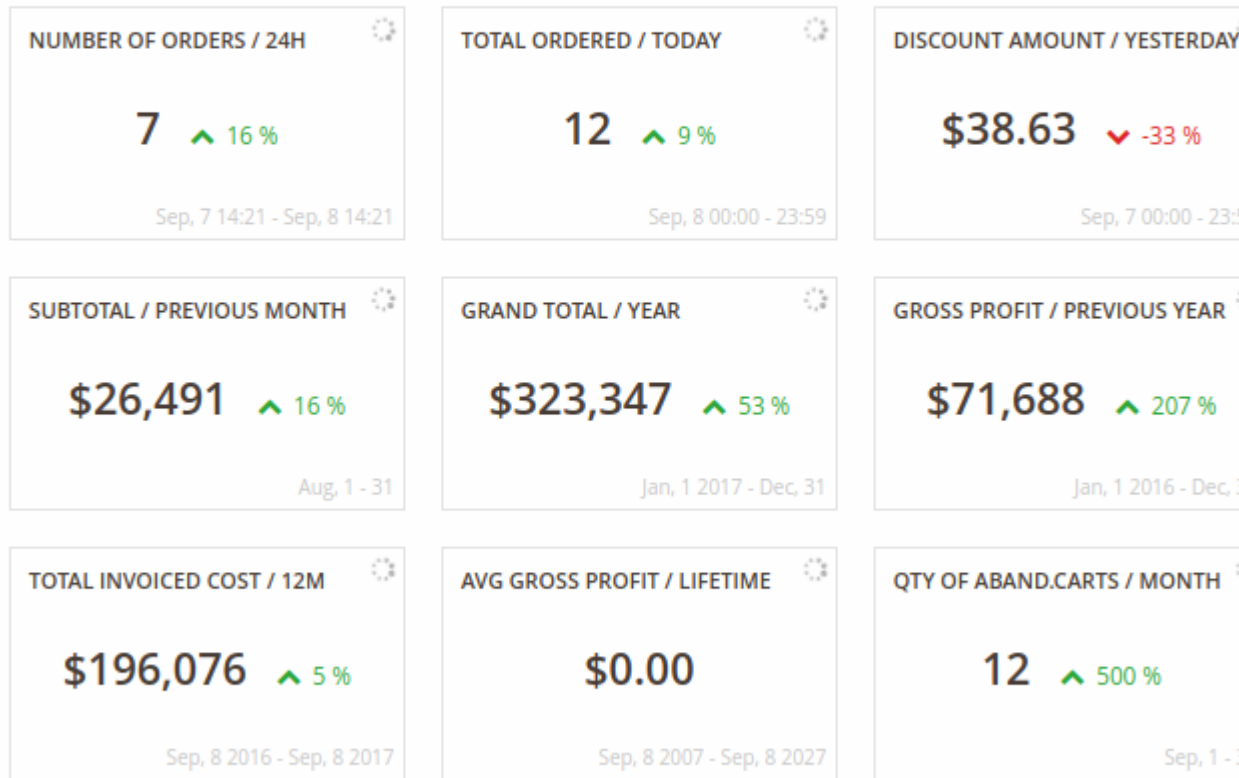 NUMBER OF ORDERS / 24H
7 16 %
Sep, 7 14:21 - Sep, 8 14:21
TOTAL ORDERED / TODAY
12 9 %
Sep, 8 00:00 - 23:59
DISCOUNT AMOUNT / YESTERDAY
$38.63 -33 %
Sep, 7 00:00 -
SUBTOTAL / PREVIOUS MONTH
$26,491 16 %
Aug, 1 - 31
GRAND TOTAL / YEAR
$323,347 53 %
Jan, 1 2017 - Dec, 31
GROSS PROFIT / PREVIOUS YEAR
$71,688 207 %
Jan, 1 2016 - Dec,
TOTAL INVOICED COST / 12M
$196,076 5 %
Sep, 8 2016 - Sep, 8 2017
AVG GROSS PROFIT / LIFETIME
$0.00
Sep, 8 2007 - Sep, 8 2027
QTY OF ABAND.CARTS / MONTH
12 500 %
Sep, 1 -